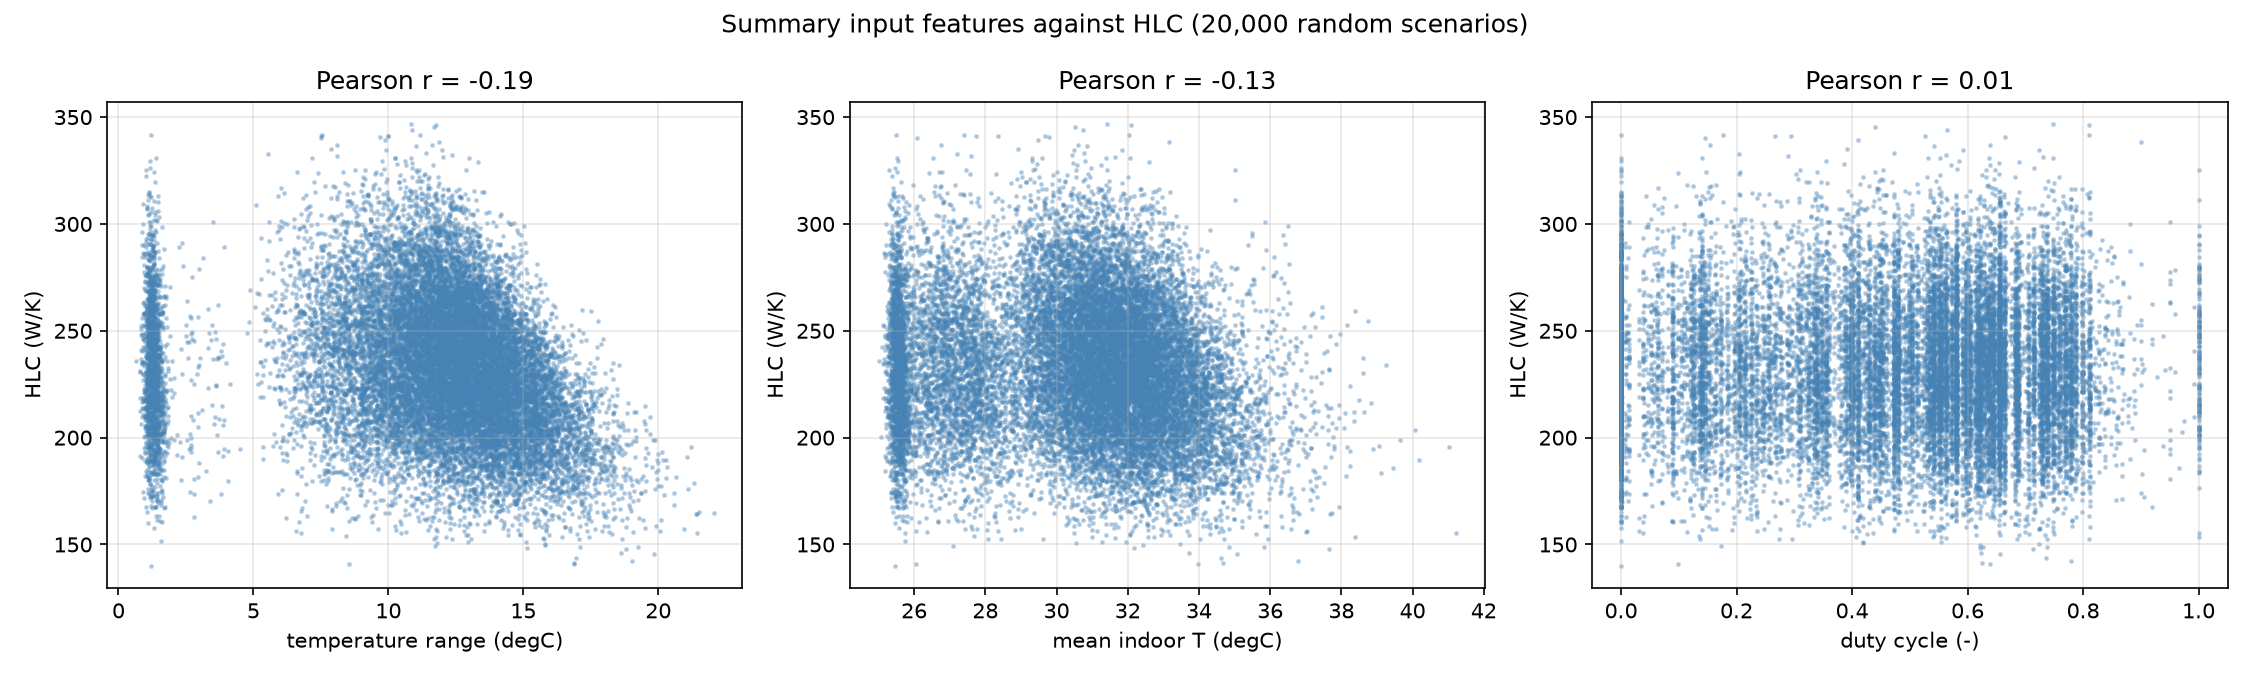 Summary input features against HLC (20,000 random scenarios)
Pearson r = -0.19
350
300
250
200
150
HLC (W/K)
0 5 10 15 20
temperature range (degC)
Pearson r = -0.13
350
300
250
200
150
HLC (W/K)
26 28 30 32 34 36 38 40 42
mean indoor T (degC)
Pearson r = 0.01
350
300
250
200
150
HLC (W/K)
0.0 0.2 0.4 0.6 0.8 1.0
duty cycle (-)